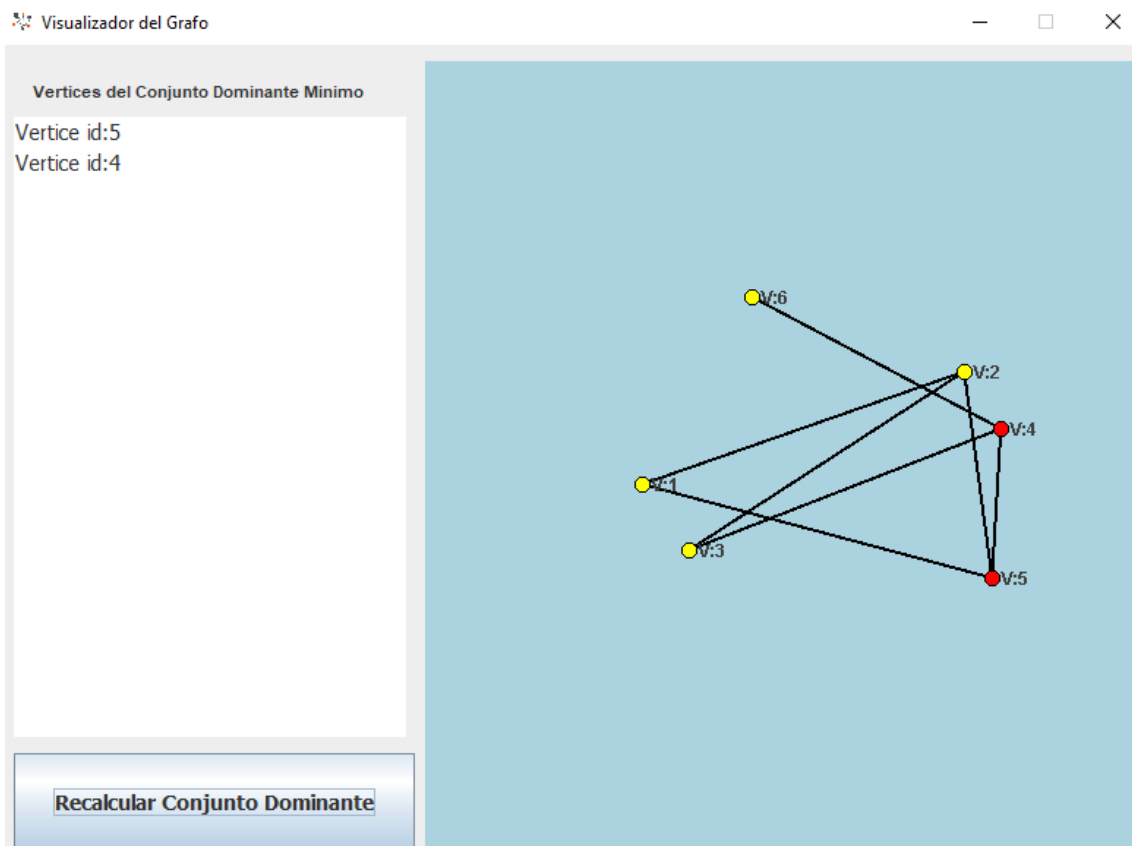 Visualizador del Grafo
Vertices del Conjunto Dominante Minimo
Vertice id:5
Vertice id:4
V:6
V:2
V:4
V:1
V:3
V:5
Recalcular Conjunto Dominante